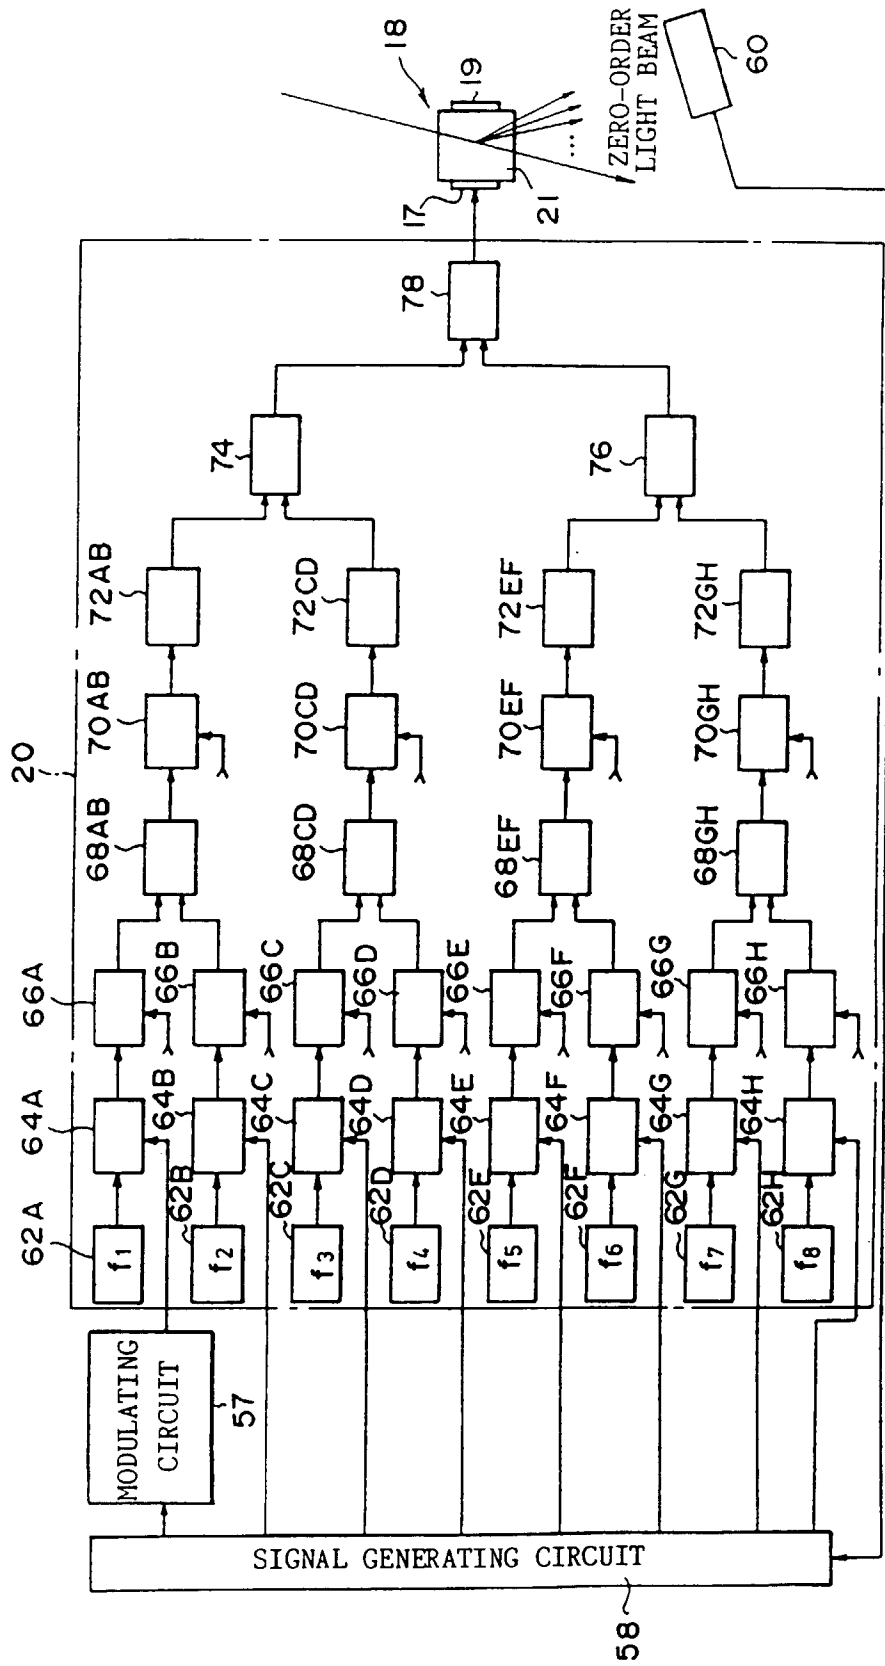 20
62A
64A
66A
68AB
70AB
72AB
74
78
17
18
19
21
ZERO-ORDER
LIGHT BEAM
60
f1
62B
64B
66B
f2
MODULATING
CIRCUIT
57
62C
64C
66C
68CD
70CD
72CD
f3
62D
64D
66D
f4
62E
64E
66E
68EF
70EF
72EF
76
f5
62F
64F
66F
f6
62G
64G
66G
68GH
70GH
72GH
f7
62H
64H
66H
f8
SIGNAL GENERATING CIRCUIT
58
...